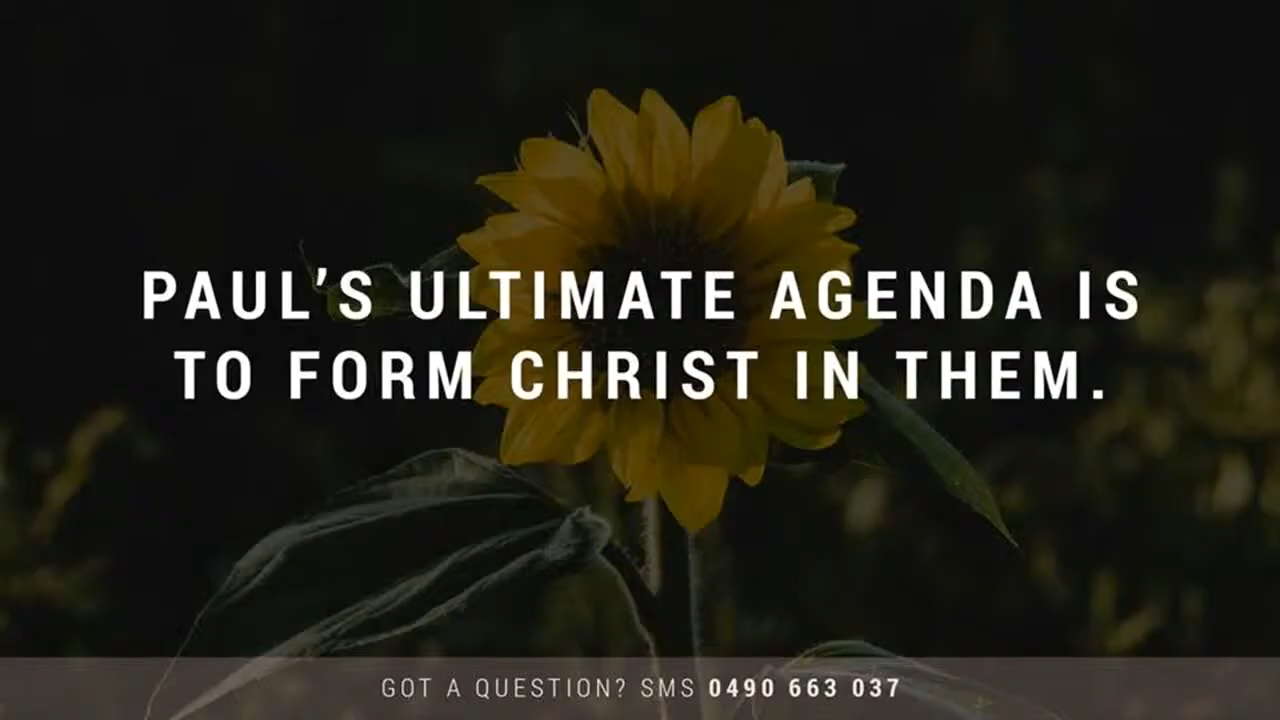 PAUL’S ULTIMATE AGENDA IS
TO FORM CHRIST IN THEM.
GOT A QUESTION? SMS 0490 663 037